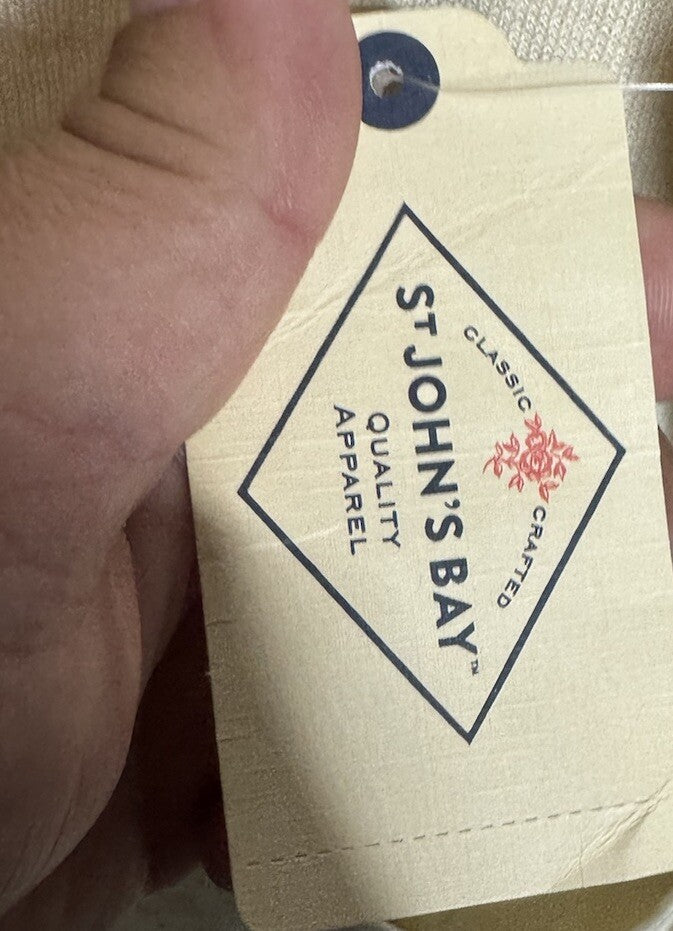 CLASSIC CRAFTED
ST JOHN'S BAY™
QUALITY
APPAREL